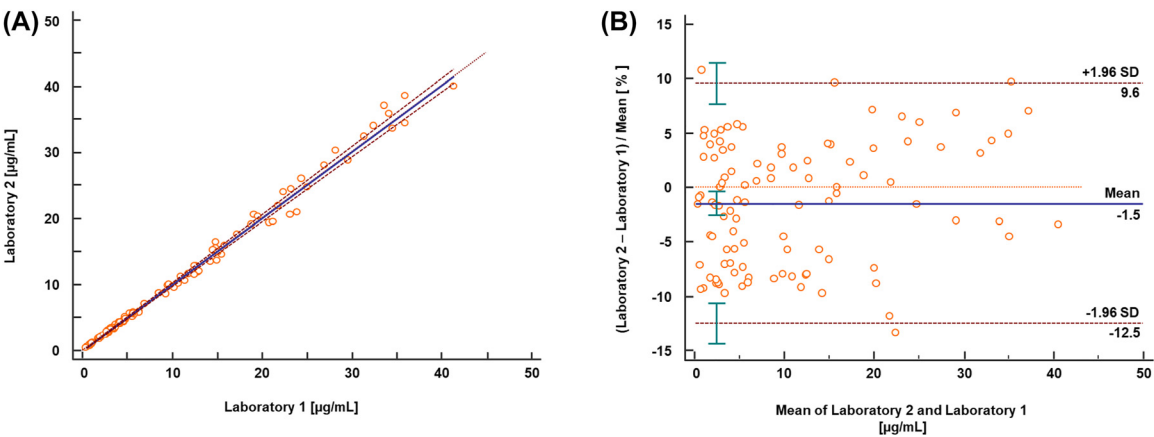 (A)
Laboratory 2 [µg/mL]
50
40
30
20
10
0
0 10 20 30 40 50
Laboratory 1 [µg/mL]
(B)
(Laboratory 2 – Laboratory 1) / Mean [ % ]
15
10
5
0
-5
-10
-15
+1.96 SD
9.6
Mean
-1.5
-1.96 SD
-12.5
0 10 20 30 40 50
Mean of Laboratory 2 and Laboratory 1
[µg/mL]